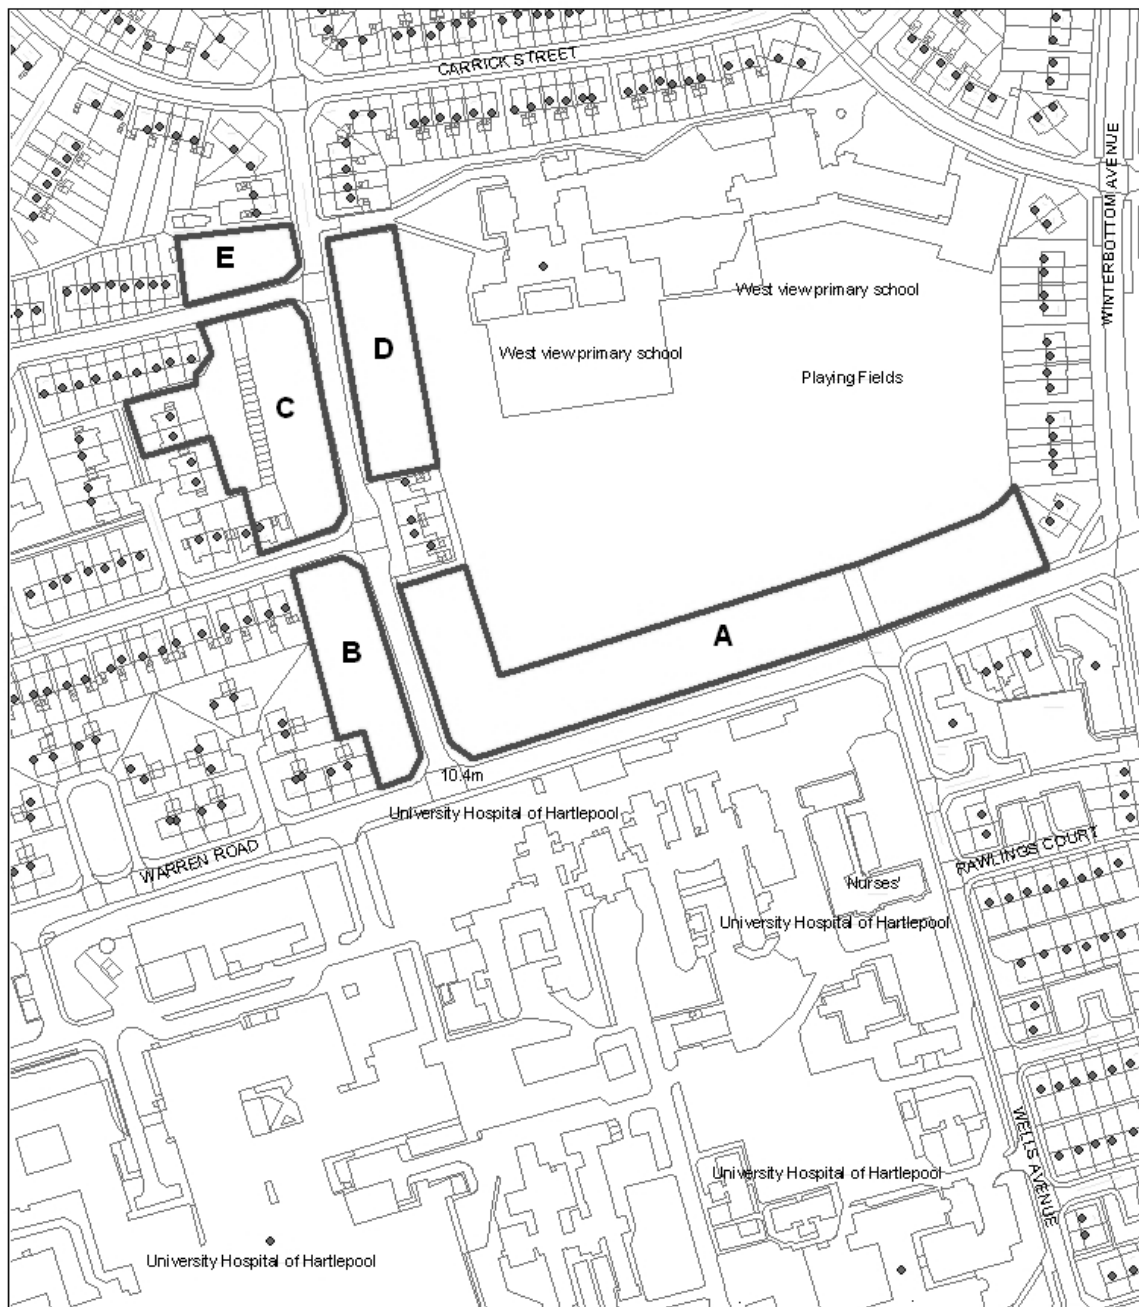 CARRICK STREET
WINTERBOTTOM AVENUE
E
West view primary school
D
West view primary school
Playing Fields
C
A
B
10.4m
University Hospital of Hartlepool
WARREN ROAD
RAWLINGS COURT
Nurses'
University Hospital of Hartlepool
WELLS AVENUE
University Hospital of Hartlepool
University Hospital of Hartlepool